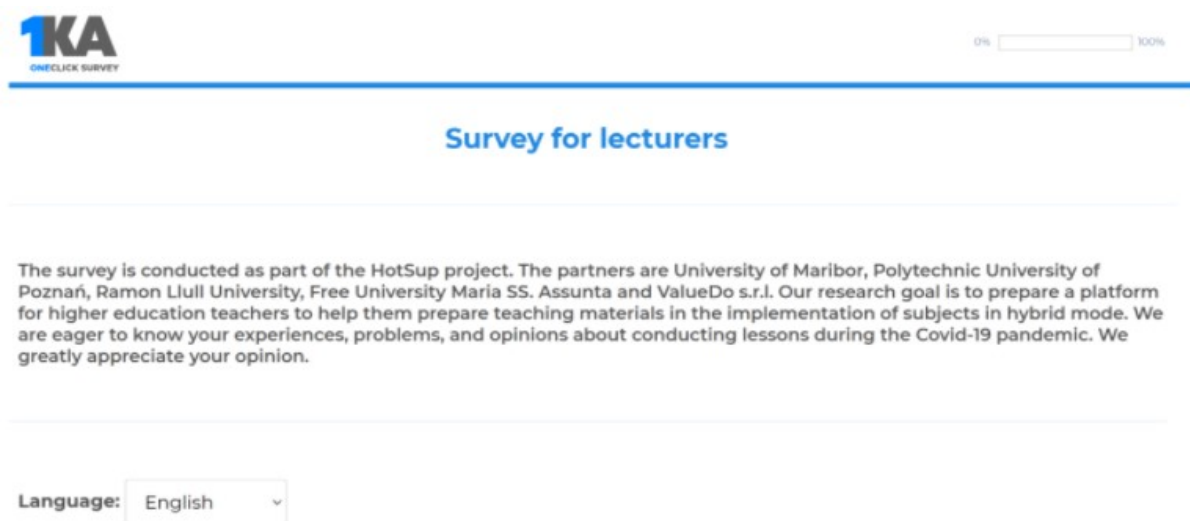 1KA
ONECLICK SURVEY
0% 100%
Survey for lecturers
The survey is conducted as part of the HotSup project. The partners are University of Maribor, Polytechnic University of
Poznań, Ramon Llull University, Free University Maria SS. Assunta and ValueDo s.r.l. Our research goal is to prepare a platform
for higher education teachers to help them prepare teaching materials in the implementation of subjects in hybrid mode. We
are eager to know your experiences, problems, and opinions about conducting lessons during the Covid-19 pandemic. We
greatly appreciate your opinion.
Language: English